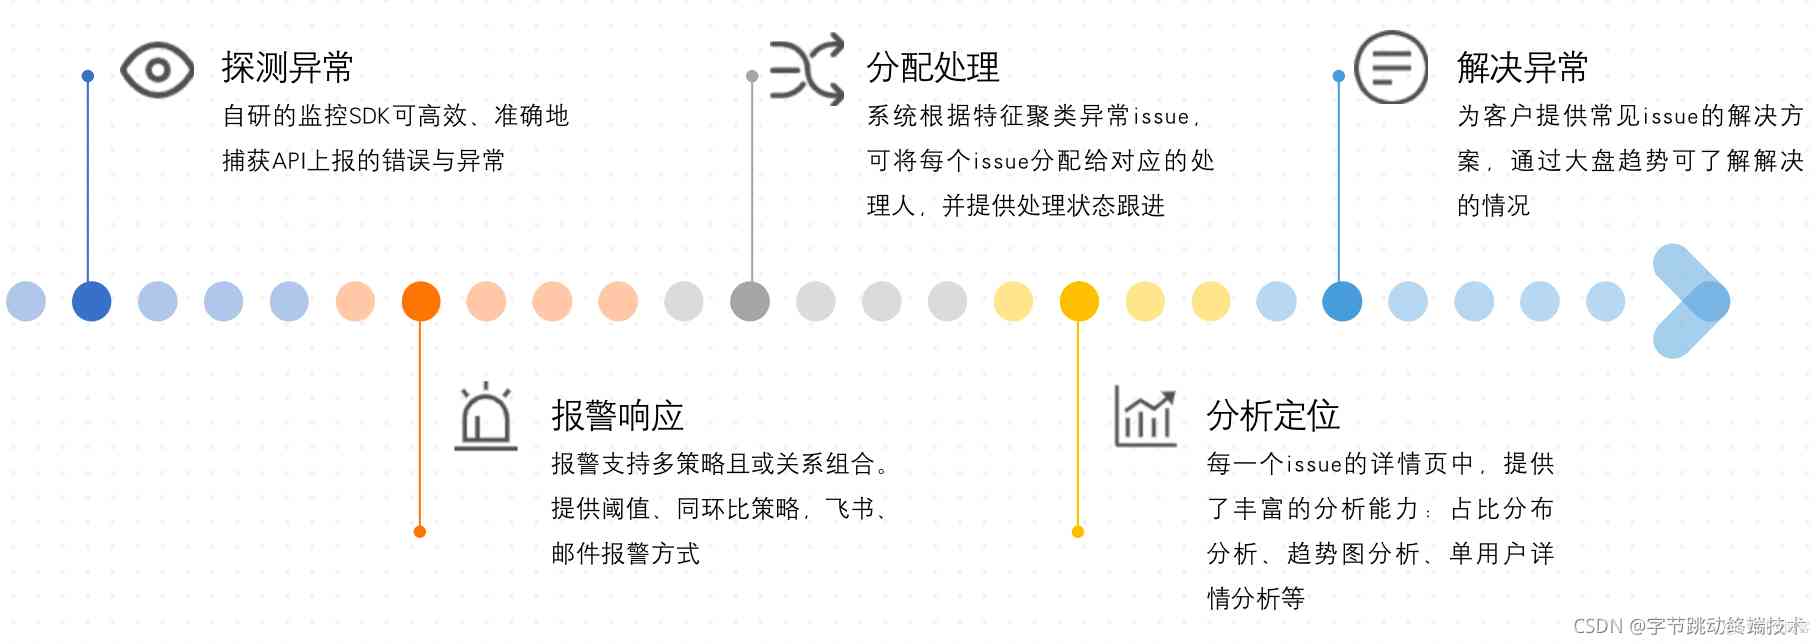 探测异常
自研的监控SDK可高效、准确地
捕获API上报的错误与异常
报警响应
报警支持多策略且或关系组合。
提供阈值、同环比策略，飞书、
邮件报警方式
分配处理
系统根据特征聚类异常issue，
可将每个issue分配给对应的处
理人，并提供处理状态跟进
分析定位
每一个issue的详情页中，提供
了丰富的分析能力：占比分布
分析、趋势图分析、单用户详
情分析等
解决异常
为客户提供常见issue的解决方
案，通过大盘趋势可了解解决
的情况
CSDN @字节跳动终端技术